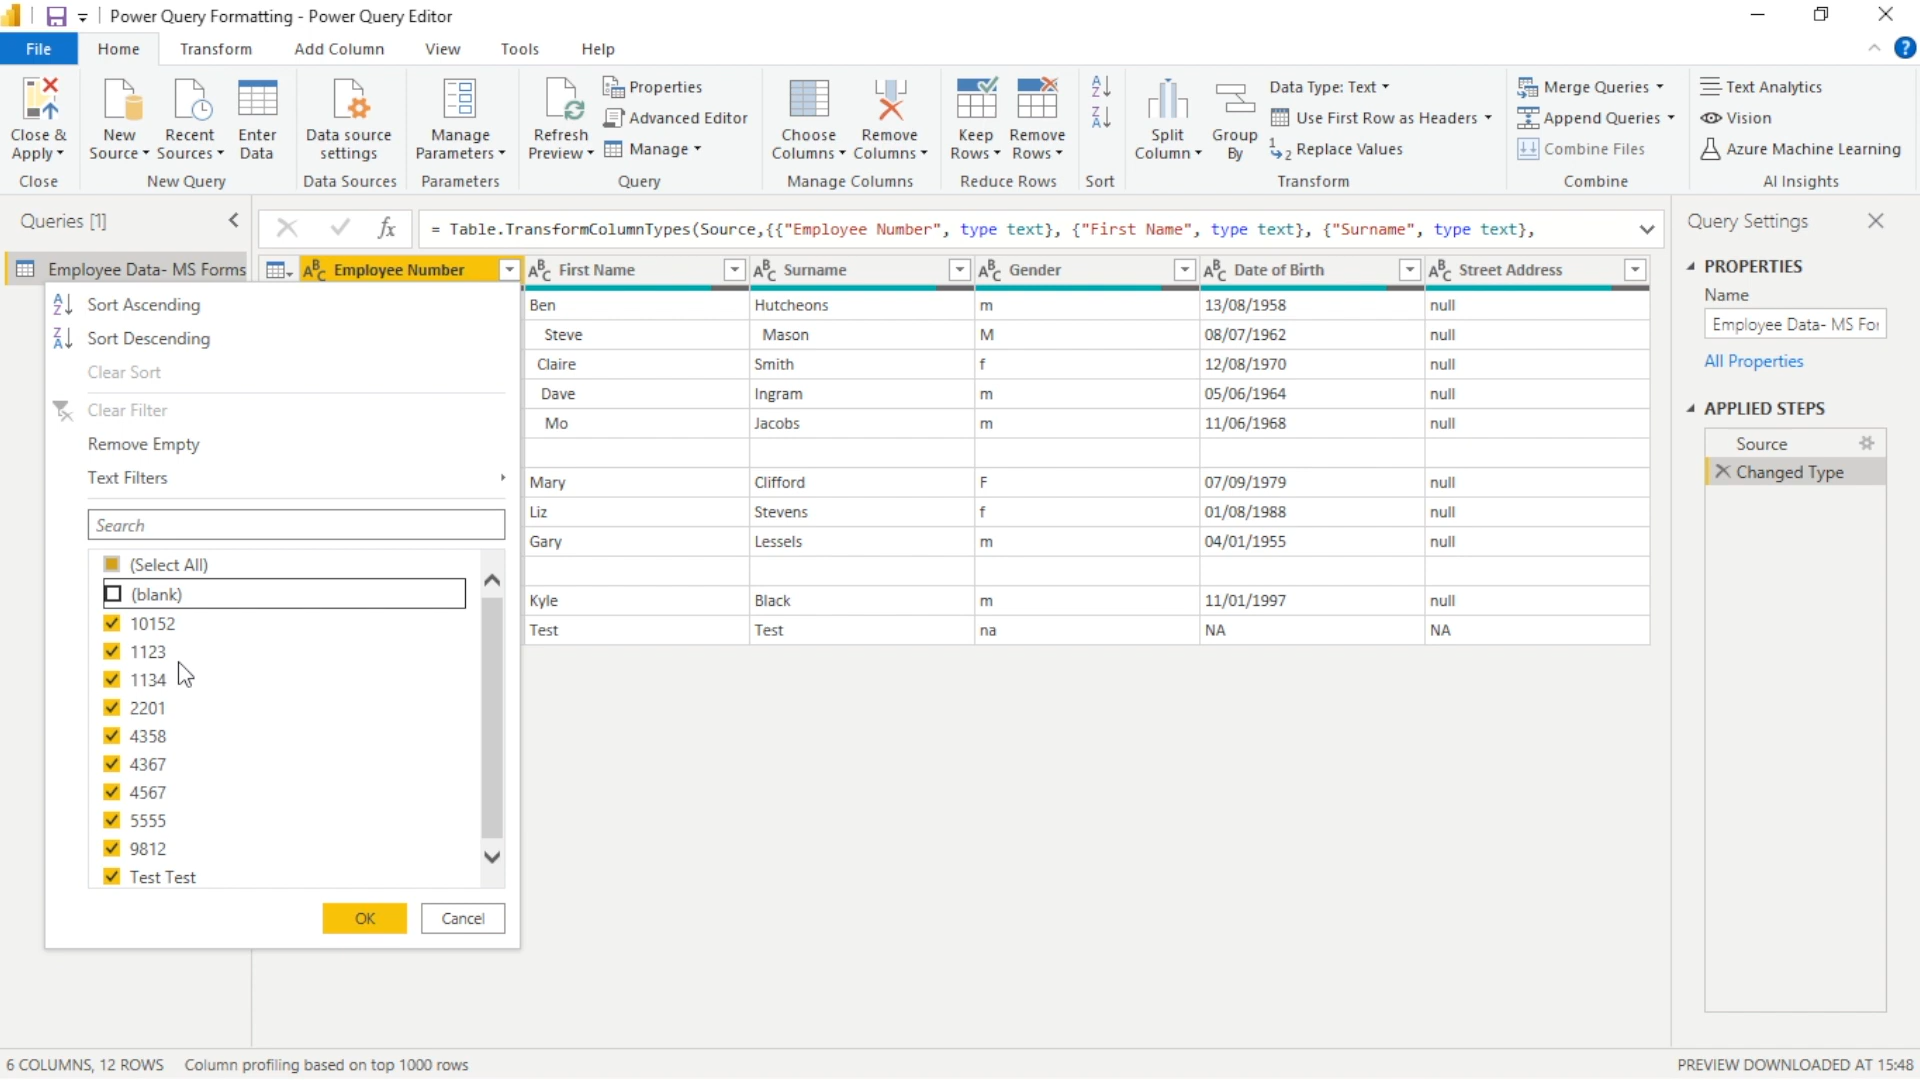 Power Query Formatting - Power Query Editor
File Home Transform Add Column View Tools Help ?
Close & Apply
New Source
Recent Sources
Enter Data
Data source settings
Manage Parameters
Refresh Preview
Properties
Advanced Editor
Manage
Choose Columns
Remove Columns
Keep Rows
Remove Rows
Split Column
Group By
Data Type: Text
Use First Row as Headers
Replace Values
Merge Queries
Append Queries
Combine Files
Text Analytics
Vision
Azure Machine Learning
Close New Query Data Sources Parameters Query Manage Columns Reduce Rows Sort Transform Combine AI Insights
Queries [1]
fx = Table.TransformColumnTypes(Source,{{"Employee Number", type text}, {"First Name", type text}, {"Surname", type text},
Employee Data- MS Forms
ABC Employee Number ABC First Name ABC Surname ABC Gender ABC Date of Birth ABC Street Address
Ben Hutcheons m 13/08/1958 null
Steve Mason M 08/07/1962 null
Claire Smith f 12/08/1970 null
Dave Ingram m 05/06/1964 null
Mo Jacobs m 11/06/1968 null
Mary Clifford F 07/09/1979 null
Liz Stevens f 01/08/1988 null
Gary Lessels m 04/01/1955 null
Kyle Black m 11/01/1997 null
Test Test na NA NA
Sort Ascending
Sort Descending
Clear Sort
Clear Filter
Remove Empty
Text Filters
Search
(Select All)
(blank)
10152
1123
1134
2201
4358
4367
4567
5555
9812
Test Test
OK Cancel
Query Settings
PROPERTIES
Name
Employee Data- MS For
All Properties
APPLIED STEPS
Source
Changed Type
6 COLUMNS, 12 ROWS Column profiling based on top 1000 rows
PREVIEW DOWNLOADED AT 15:48